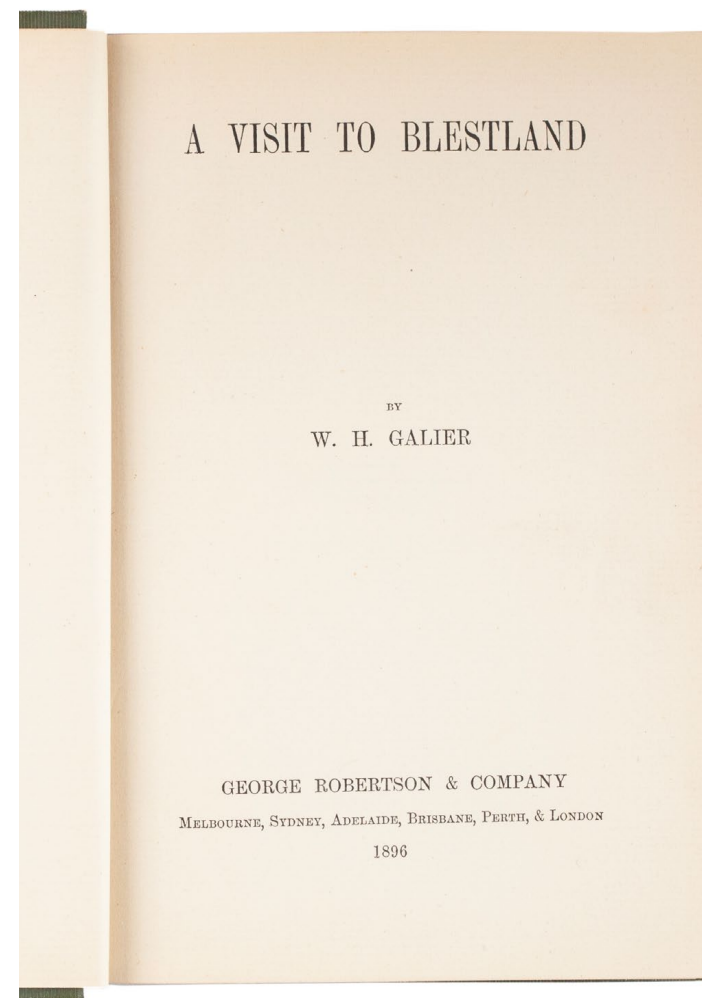 A VISIT TO BLESTLAND
BY
W. H. GALIER
GEORGE ROBERTSON & COMPANY
MELBOURNE, SYDNEY, ADELAIDE, BRISBANE, PERTH, & LONDON
1896